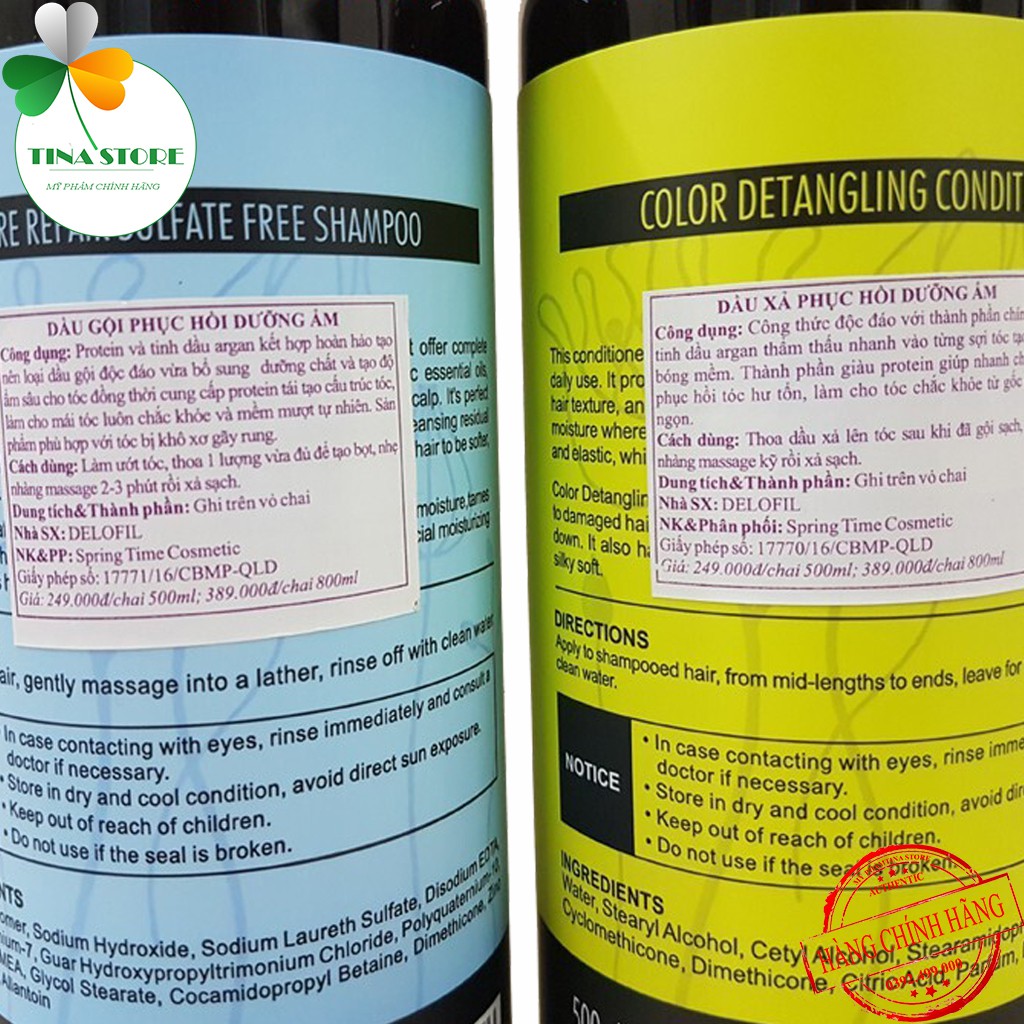 TINA STORE
MỸ PHẨM CHÍNH HÃNG
RE REPAIR SULFATE FREE SHAMPOO
DẦU GỘI PHỤC HỒI DƯỠNG ẨM
Công dụng: Protein và tinh dầu argan kết hợp hoàn hảo tạo
nên loại dầu gội độc đáo vừa bổ sung dưỡng chất và tạo độ
ẩm sâu cho tóc đồng thời cung cấp protein tái tạo cấu trúc tóc,
làm cho mái tóc luôn chắc khỏe và mềm mượt tự nhiên. Sản
phẩm phù hợp với tóc bị khô xơ gãy rụng.
Cách dùng: Làm ướt tóc, thoa 1 lượng vừa đủ để tạo bọt, nhẹ
nhàng massage 2-3 phút rồi xả sạch.
Dung tích&Thành phần: Ghi trên vỏ chai
Nhà SX: DELOFIL
NK&PP: Spring Time Cosmetic
Giấy phép số: 17771/16/CBMP-QLD
Giá: 249.000đ/chai 500ml; 389.000đ/chai 800ml
t offer complete
c essential oils,
calp. It's perfect
eansing residual
hair to be softer,
moisture, tames
cial moisturizing
air, gently massage into a lather, rinse off with clean water.
• In case contacting with eyes, rinse immediately and consult a
doctor if necessary.
• Store in dry and cool condition, avoid direct sun exposure.
• Keep out of reach of children.
• Do not use if the seal is broken.
NTS
omer, Sodium Hydroxide, Sodium Laureth Sulfate, Disodium EDTA,
nium-7, Guar Hydroxypropyltrimonium Chloride, Polyquaternium-10,
MEA, Glycol Stearate, Cocamidopropyl Betaine, Dimethicone, Zinc
Allantoin
COLOR DETANGLING CONDIT
DẦU XẢ PHỤC HỒI DƯỠNG ẨM
Công dụng: Công thức độc đáo với thành phần chín
tinh dầu argan thẩm thấu nhanh vào từng sợi tóc tạo
bóng mềm. Thành phần giàu protein giúp nhanh ch
phục hồi tóc hư tổn, làm cho tóc chắc khỏe từ gốc
ngọn.
Cách dùng: Thoa dầu xả lên tóc sau khi đã gội sạch,
nhàng massage kỹ rồi xả sạch.
Dung tích&Thành phần: Ghi trên vỏ chai
Nhà SX: DELOFIL
NK&Phân phối: Spring Time Cosmetic
Giấy phép số: 17770/16/CBMP-QLD
Giá: 249.000đ/chai 500ml; 389.000đ/chai 800ml
This conditione
daily use. It pro
hair texture, an
moisture where
and elastic, whi
Color Detanglin
to damaged hai
down. It also ha
silky soft.
DIRECTIONS
Apply to shampooed hair, from mid-lengths to ends, leave for
clean water.
NOTICE
• In case contacting with eyes, rinse imme
doctor if necessary.
• Store in dry and cool condition, avoid dire
• Keep out of reach of children.
• Do not use if the seal is broken.
INGREDIENTS
Water, Stearyl Alcohol, Cetyl Alcohol, Stearamidoprop
Cyclomethicone, Dimethicone, Citric Acid, Parfum,
500
AUTHENTIC
HÀNG CHÍNH HÃNG